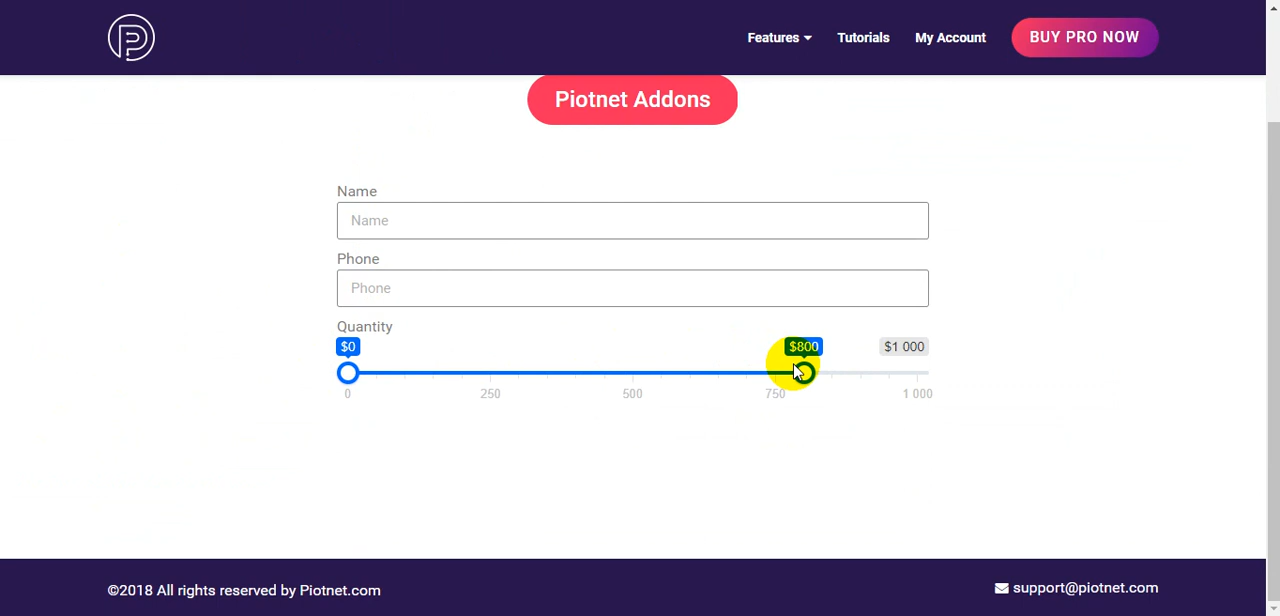 Features
Tutorials
My Account
BUY PRO NOW
Piotnet Addons
Name
Name
Phone
Phone
Quantity
$0
$800
$1 000
0
250
500
750
1 000
©2018 All rights reserved by Piotnet.com
support@piotnet.com